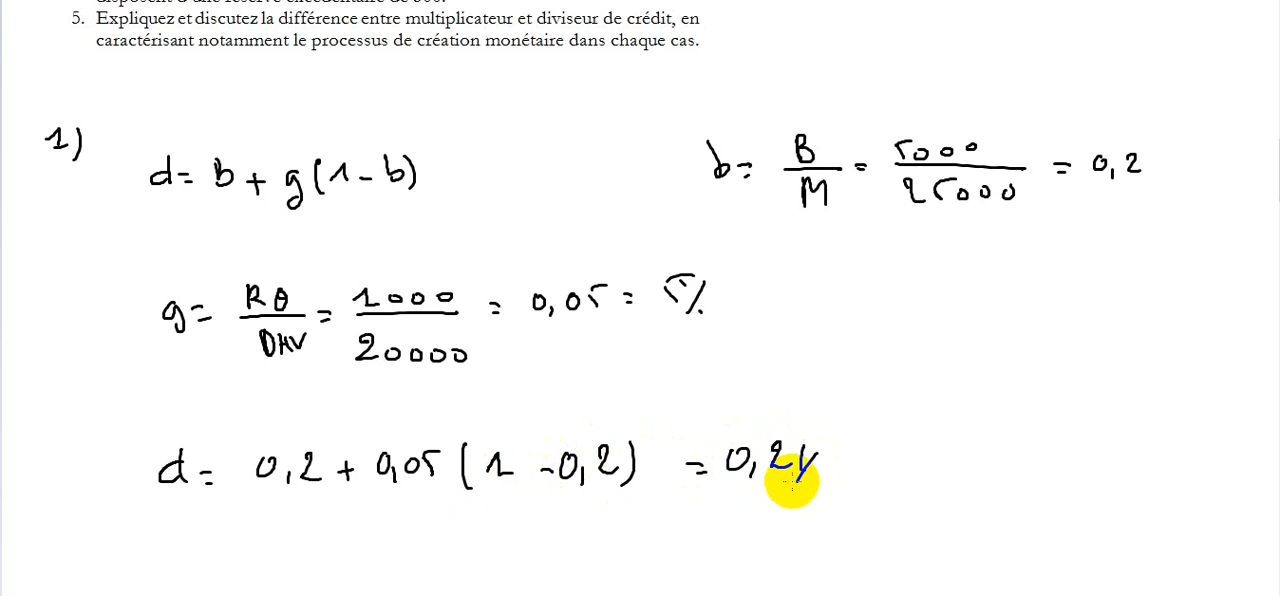 5. Expliquez et discutez la différence entre multiplicateur et diviseur de crédit, en
caractérisant notamment le processus de création monétaire dans chaque cas.
1)
d= b + g(1-b)
b= B/M = 5000/25000 = 0,2
g= RO/DAV = 1000/20000 = 0,05 = 5%
d= 0,2 + 0,05 (1 -0,2) = 0,24